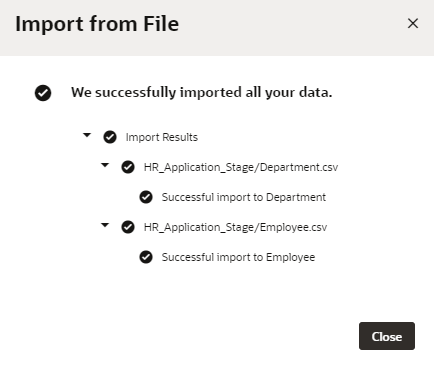 Import from File
We successfully imported all your data.
Import Results
HR_Application_Stage/Department.csv
Successful import to Department
HR_Application_Stage/Employee.csv
Successful import to Employee
Close